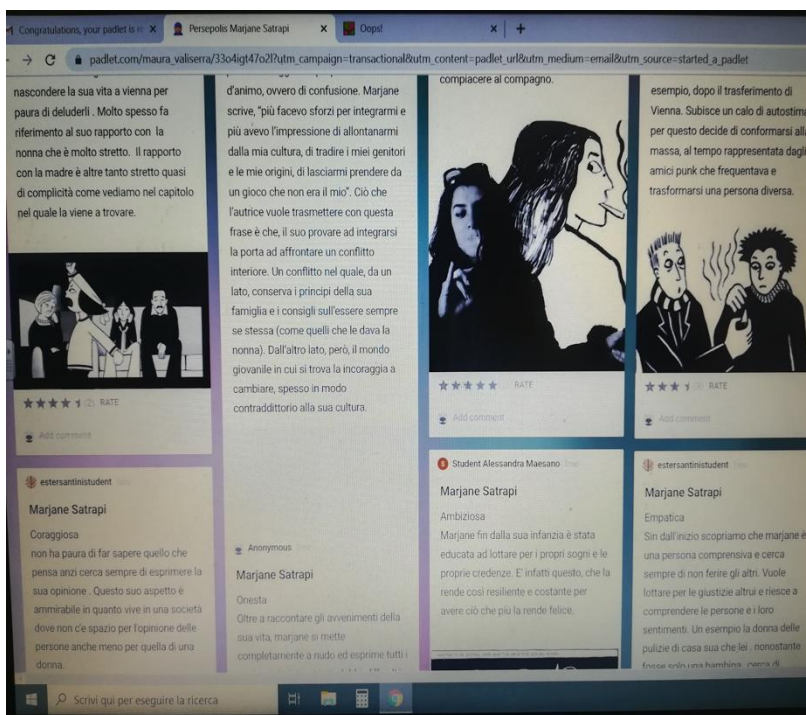 Congratulations, your padlet is
Persepolis Marjane Satrapi
Oops!
padlet.com/maura_valiserra/33o4igt47o2l?utm_campaign=transactional&utm_content=padlet_url&utm_medium=email&utm_source=started_a_padlet
nascondere la sua vita a vienna per
paura di deluderli . Molto spesso fa
riferimento al suo rapporto con la
nonna che è molto stretto. Il rapporto
con la madre è altre tanto stretto quasi
di complicità come vediamo nel capitolo
nel quale la viene a trovare.
RATE
Add comment
estersantinistudent
Marjane Satrapi
Coraggiosa
non ha paura di far sapere quello che
pensa anzi cerca sempre di esprimere la
sua opinione . Questo suo aspetto è
ammirabile in quanto vive in una società
dove non c'e spazio per l'opinione delle
persone anche meno per quella di una
donna.
d'animo, ovvero di confusione. Marjane
scrive, "più facevo sforzi per integrarmi e
più avevo l'impressione di allontanarmi
dalla mia cultura, di tradire i miei genitori
e le mie origini, di lasciarmi prendere da
un gioco che non era il mio". Ciò che
l'autrice vuole trasmettere con questa
frase è che, il suo provare ad integrarsi
la porta ad affrontare un conflitto
interiore. Un conflitto nel quale, da un
lato, conserva i principi della sua
famiglia e i consigli sull'essere sempre
se stessa (come quelli che le dava la
nonna). Dall'altro lato, però, il mondo
giovanile in cui si trova la incoraggia a
cambiare, spesso in modo
contraddittorio alla sua cultura.
Anonymous
Marjane Satrapi
Onesta
Oltre a raccontare gli avvenimenti della
sua vita, marjane si mette
completamente a nudo ed esprime tutti i
compiacere al compagno.
RATE
Add comment
Student Alessandra Maesano
Marjane Satrapi
Ambiziosa
Marjane fin dalla sua infanzia è stata
educata ad lottare per i propri sogni e le
proprie credenze. E' infatti questo, che la
rende così resiliente e costante per
avere ciò che piu la rende felice.
esempio, dopo il trasferimento di
Vienna. Subisce un calo di autostima
per questo decide di conformarsi alla
massa, al tempo rappresentata dagli
amici punk che frequentava e
trasformarsi una persona diversa.
RATE
Add comment
estersantinistudent
Marjane Satrapi
Empatica
Sin dall'inizio scopriamo che marjane è
una persona comprensiva e cerca
sempre di non ferire gli altri. Vuole
lottare per le giustizie altrui e riesce a
comprendere le persone e i loro
sentimenti. Un esempio la donna delle
pulizie di casa sua che lei . nonostante
fosse solo una bambina , cerca di
Scrivi qui per eseguire la ricerca